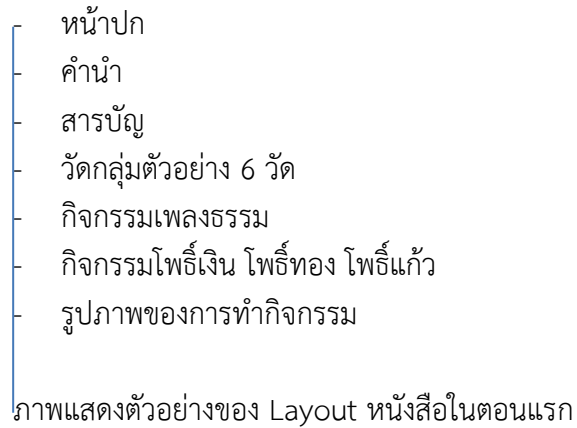 - หน้าปก
- คำนำ
- สารบัญ
- วัดกลุ่มตัวอย่าง 6 วัด
- กิจกรรมเพลงธรรม
- กิจกรรมโพธิ์เงิน โพธิ์ทอง โพธิ์แก้ว
- รูปภาพของการทำกิจกรรม
ภาพแสดงตัวอย่างของ Layout หนังสือในตอนแรก